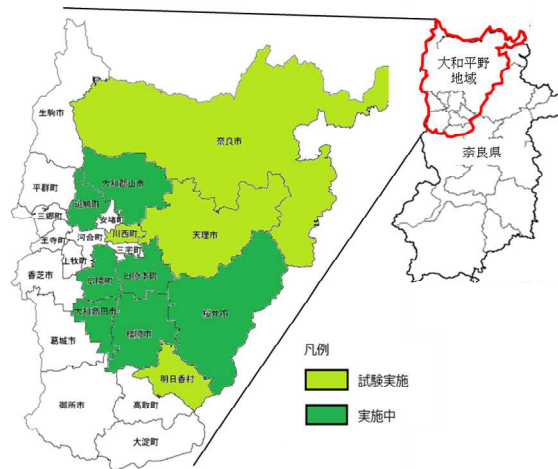 大和平野
地域
奈良県
生駒市
奈良市
平群町
大和郡山市
斑鳩町
安堵町
三郷町
川西町
天理市
王寺町
河合町
三宅町
上牧町
香芝市
広陵町
田原本町
大和高田市
橿原市
桜井市
葛城市
明日香村
御所市
高取町
大淀町
凡例
試験実施
実施中